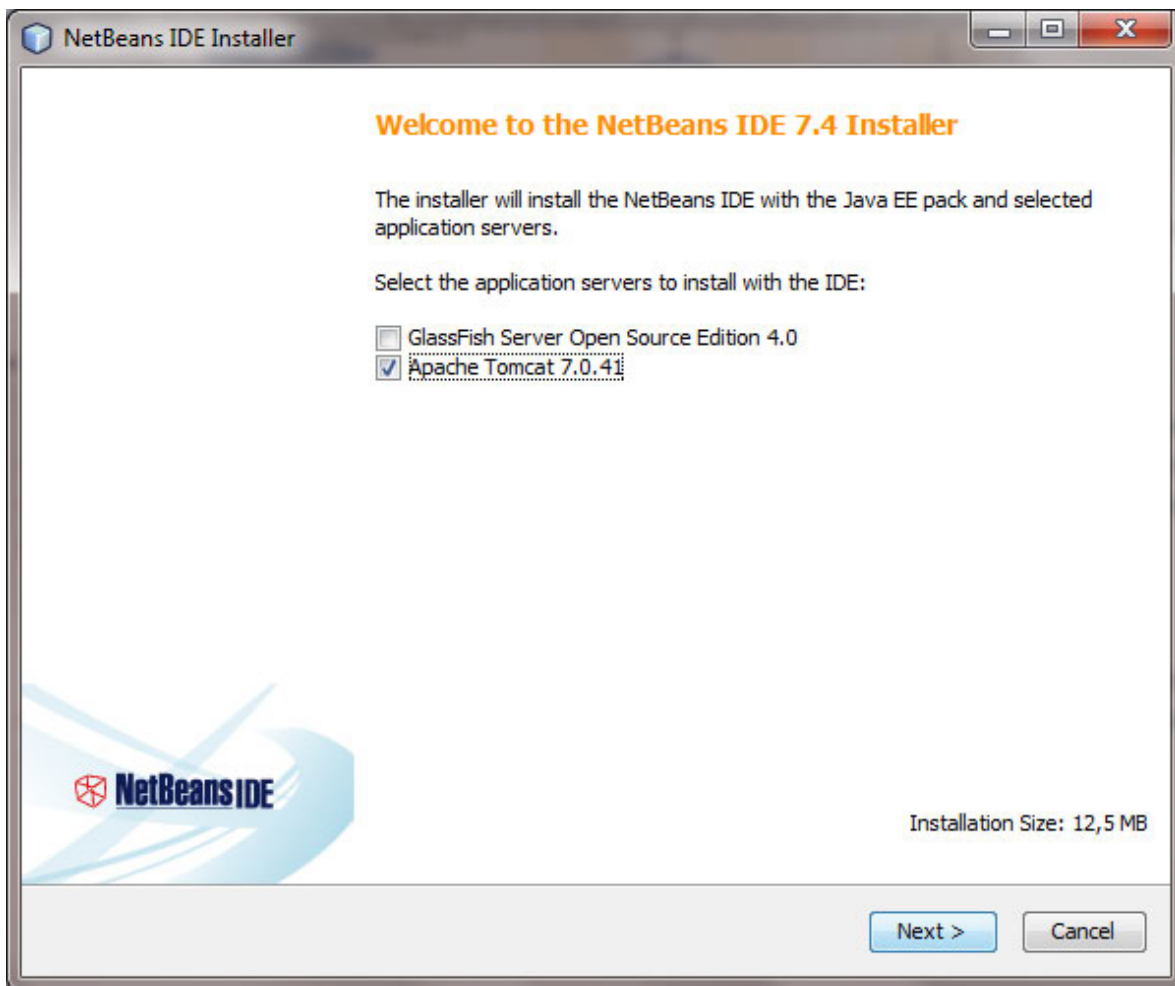 NetBeans IDE Installer
Welcome to the NetBeans IDE 7.4 Installer
The installer will install the NetBeans IDE with the Java EE pack and selected
application servers.
Select the application servers to install with the IDE:
GlassFish Server Open Source Edition 4.0
Apache Tomcat 7.0.41
NetBeans IDE
Installation Size: 12,5 MB
Next >
Cancel